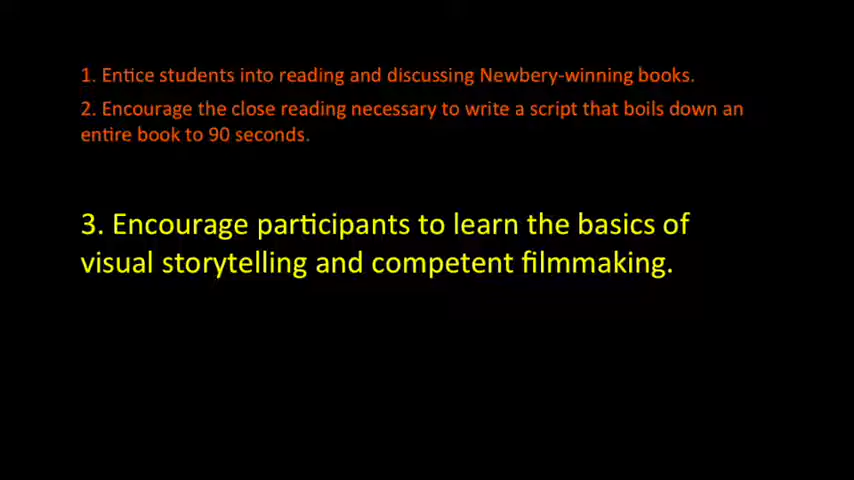 1. Entice students into reading and discussing Newbery-winning books.
2. Encourage the close reading necessary to write a script that boils down an
entire book to 90 seconds.
3. Encourage participants to learn the basics of
visual storytelling and competent filmmaking.